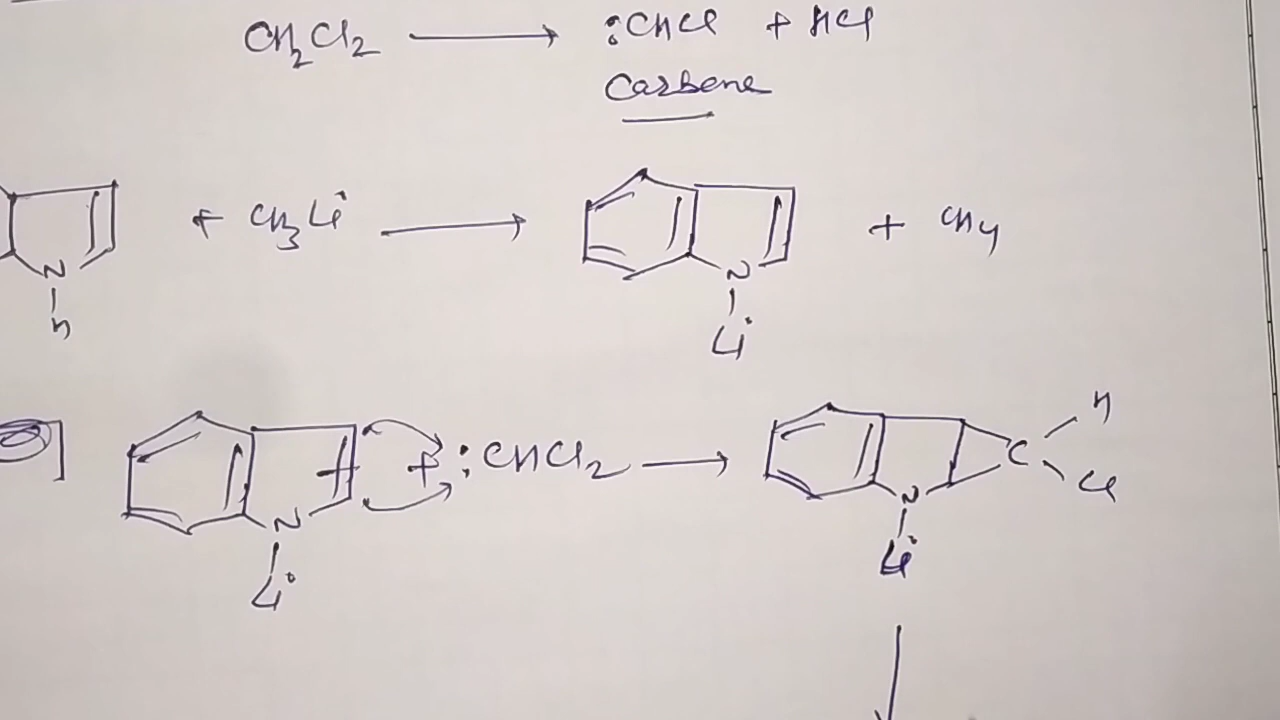 CH2Cl2 → :CHCl + HCl
Carbene
N
H
+ CH3Li →
N
Li
+ CH4
]
N
Li
+ :CHCl2 →
N
Li
C
H
Cl